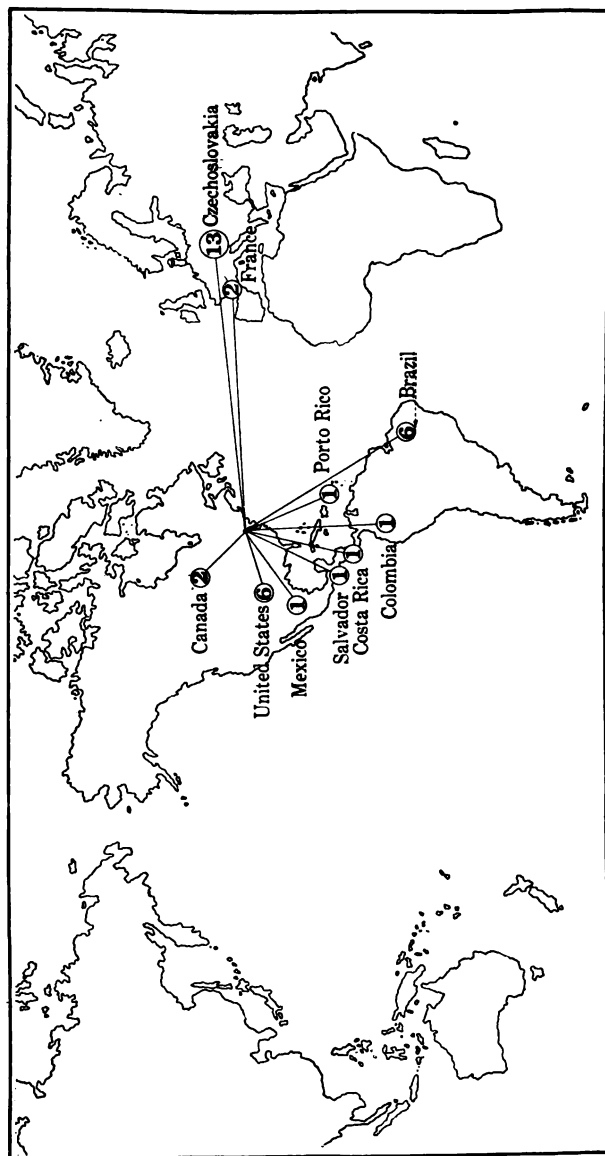 Canada
2
United States
6
Mexico
1
Salvador
1
Costa Rica
1
Colombia
1
Porto Rico
1
Brazil
6
France
2
Czechoslovakia
13